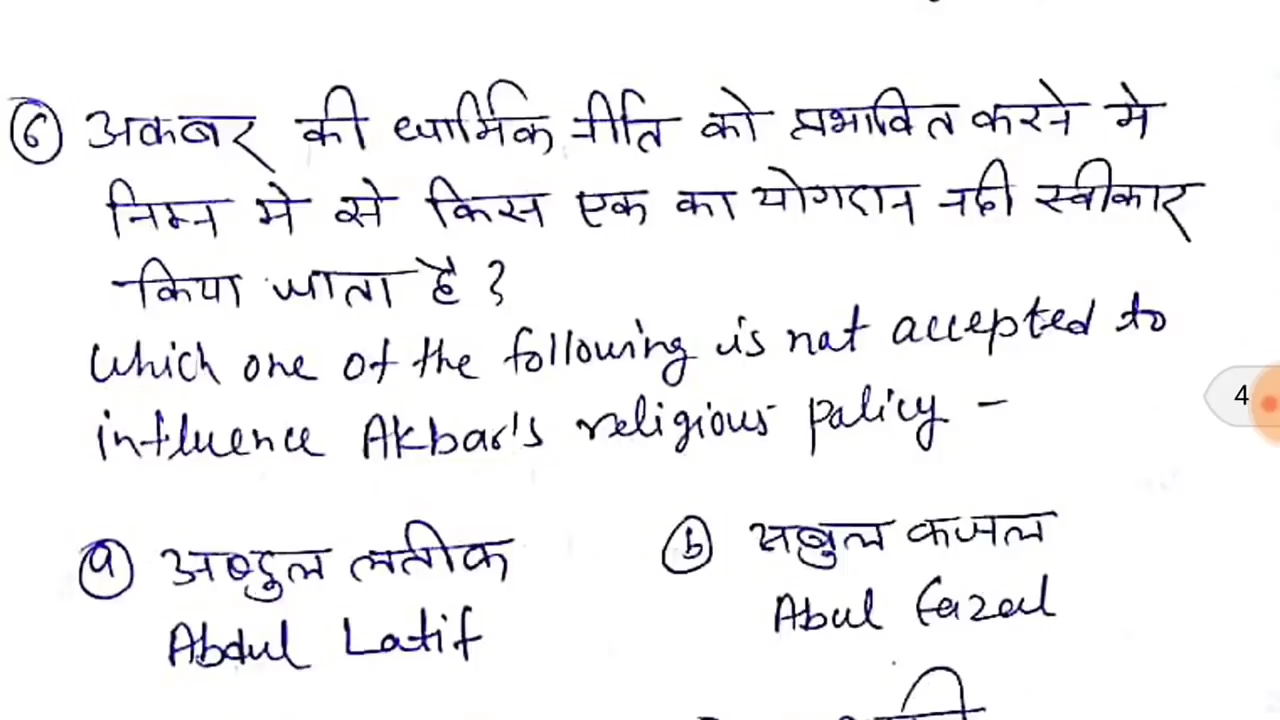 ⑥ अकबर की धार्मिक नीति को प्रभावित करने मे
निम्न मे से किस एक का योगदान नही स्वीकार
किया जाता है ?
Which one of the following is not accepted to
influence Akbar's religious palicy –
ⓐ अब्दुल लतीफ ⓑ अबुल फजल
Abdul Latif Abul fazal
4